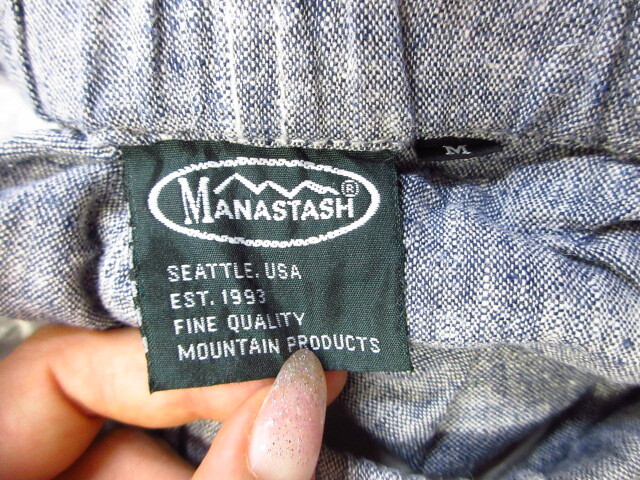 M
MANASTASH®
SEATTLE. USA
EST. 1993
FINE QUALITY
MOUNTAIN PRODUCTS